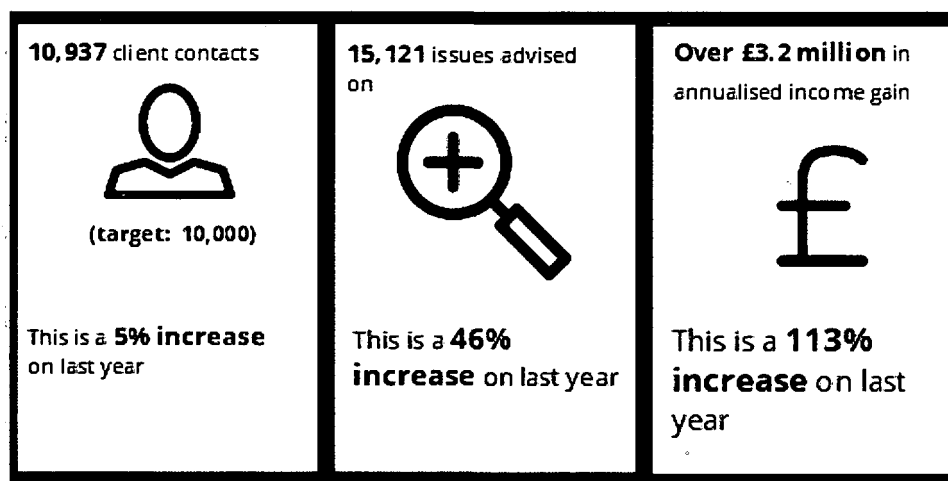 10,937 client contacts
(target: 10,000)
This is a 5% increase
on last year
15,121 issues advised
on
This is a 46%
increase on last year
Over £3.2 million in
annualised income gain
£
This is a 113%
increase on last
year